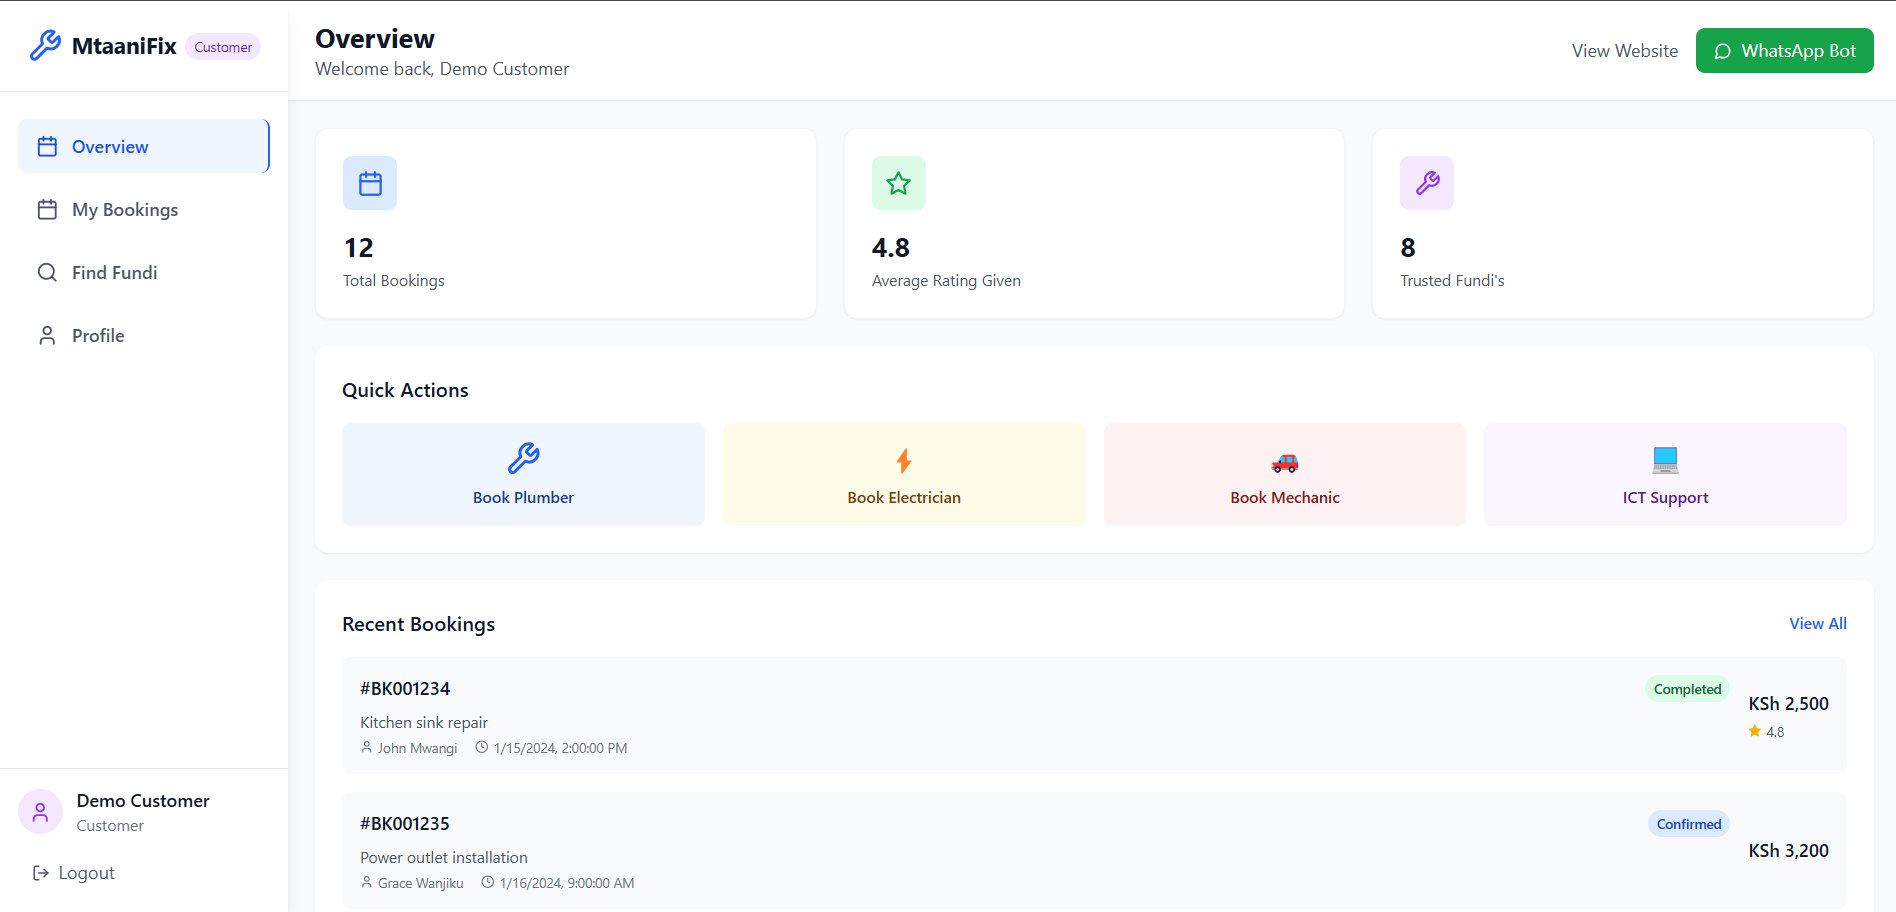 MtaaniFix Customer
Overview
My Bookings
Find Fundi
Profile
Demo Customer
Customer
Logout
Overview
Welcome back, Demo Customer
View Website
WhatsApp Bot
12
Total Bookings
4.8
Average Rating Given
8
Trusted Fundi's
Quick Actions
Book Plumber
Book Electrician
Book Mechanic
ICT Support
Recent Bookings
View All
#BK001234
Kitchen sink repair
John Mwangi 1/15/2024, 2:00:00 PM
Completed
KSh 2,500
4.8
#BK001235
Power outlet installation
Grace Wanjiku 1/16/2024, 9:00:00 AM
Confirmed
KSh 3,200